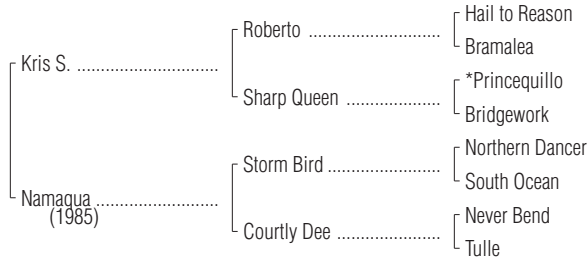 Hail to Reason
Roberto ................................
Bramalea
Kris S. ...................................
*Princequillo
Sharp Queen .......................
Bridgework
Northern Dancer
Storm Bird ...........................
South Ocean
Namaqua ..............................
(1985)
Never Bend
Courtly Dee .........................
Tulle